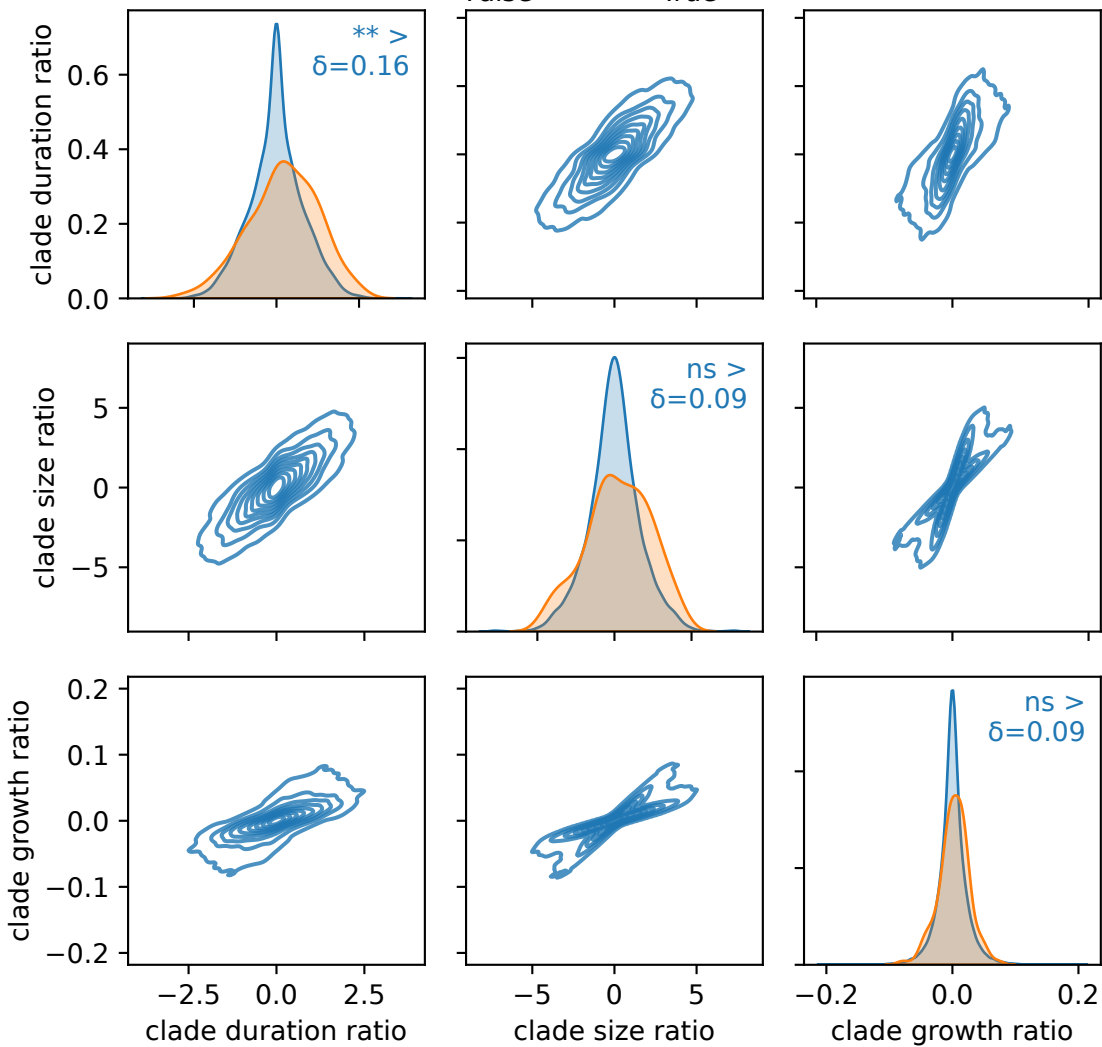 clade duration ratio
0.6
0.4
0.2
0.0
** >
δ=0.16
clade size ratio
5
0
−5
ns >
δ=0.09
clade growth ratio
0.2
0.1
0.0
−0.1
−0.2
ns >
δ=0.09
−2.5 0.0 2.5
clade duration ratio
−5 0 5
clade size ratio
−0.2 0.0 0.2
clade growth ratio